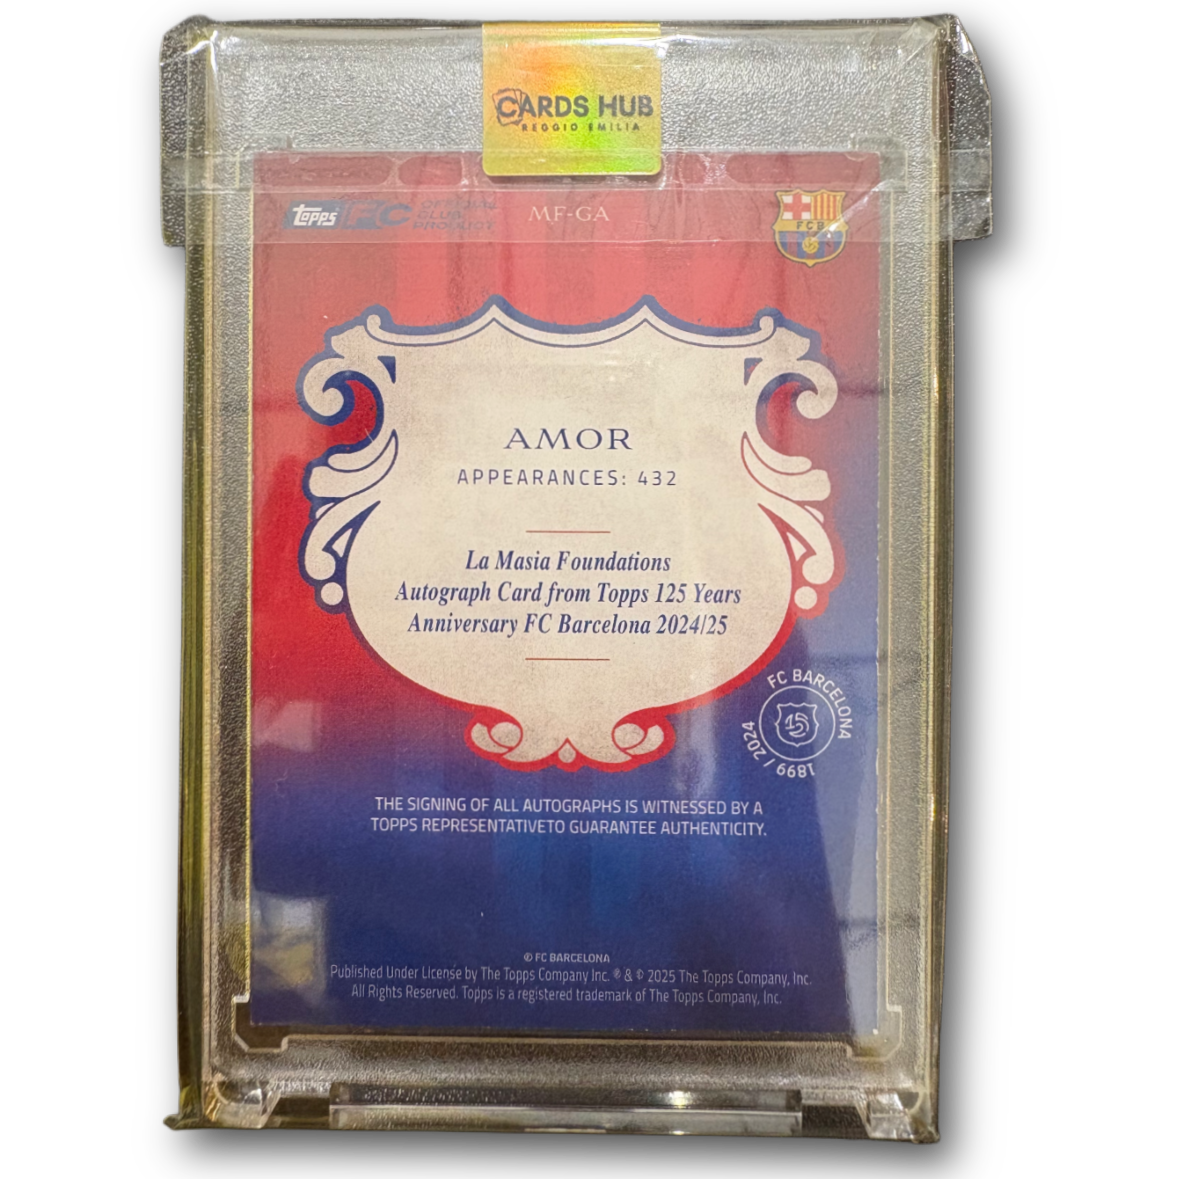 CARDS HUB
REGGIO EMILIA
topps FC OFFICIAL CLUB PRODUCT
MF-GA
FCB
AMOR
APPEARANCES: 432
La Masia Foundations
Autograph Card from Topps 125 Years
Anniversary FC Barcelona 2024/25
FC BARCELONA
1899 / 2024
THE SIGNING OF ALL AUTOGRAPHS IS WITNESSED BY A
TOPPS REPRESENTATIVETO GUARANTEE AUTHENTICITY.
© FC BARCELONA
Published Under License by The Topps Company Inc. ® & © 2025 The Topps Company, Inc.
All Rights Reserved. Topps is a registered trademark of The Topps Company, Inc.